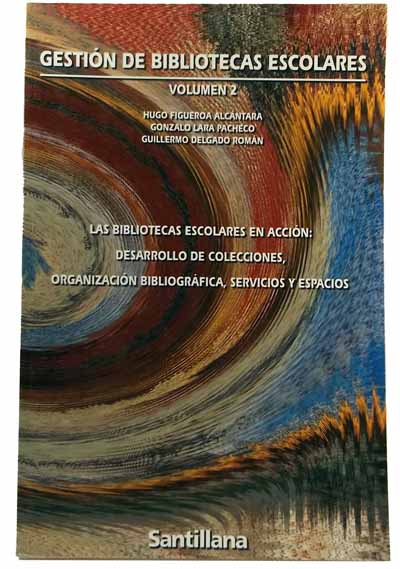 GESTIÓN DE BIBLIOTECAS ESCOLARES
VOLUMEN 2
HUGO FIGUEROA ALCÁNTARA
GONZALO LARA PACHECO
GUILLERMO DELGADO ROMÁN
LAS BIBLIOTECAS ESCOLARES EN ACCIÓN:
DESARROLLO DE COLECCIONES,
ORGANIZACIÓN BIBLIOGRÁFICA, SERVICIOS Y ESPACIOS
Santillana